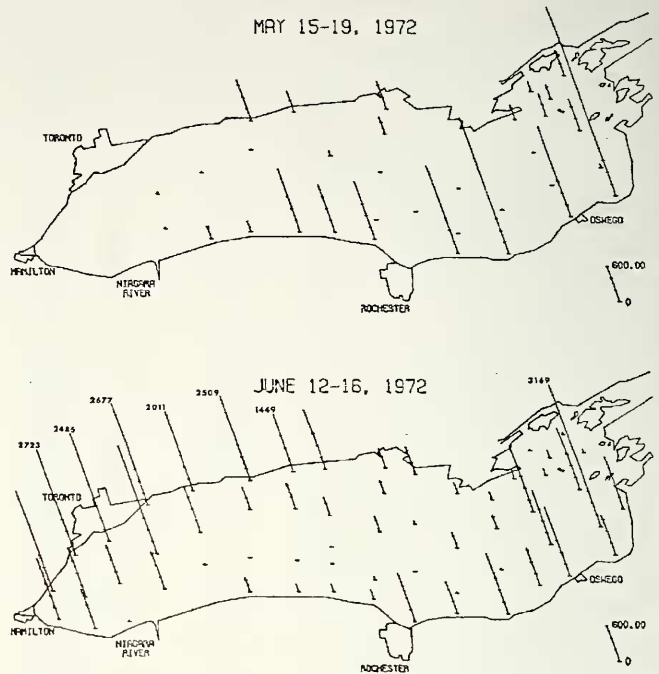 MAY 15-19, 1972
TORONTO
HAMILTON
NIAGARA
RIVER
ROCHESTER
OSWEGO
600.00
0
JUNE 12-16, 1972
3169
2509
2677
2011
1449
2485
2723
TORONTO
HAMILTON
NIAGARA
RIVER
ROCHESTER
OSWEGO
600.00
0